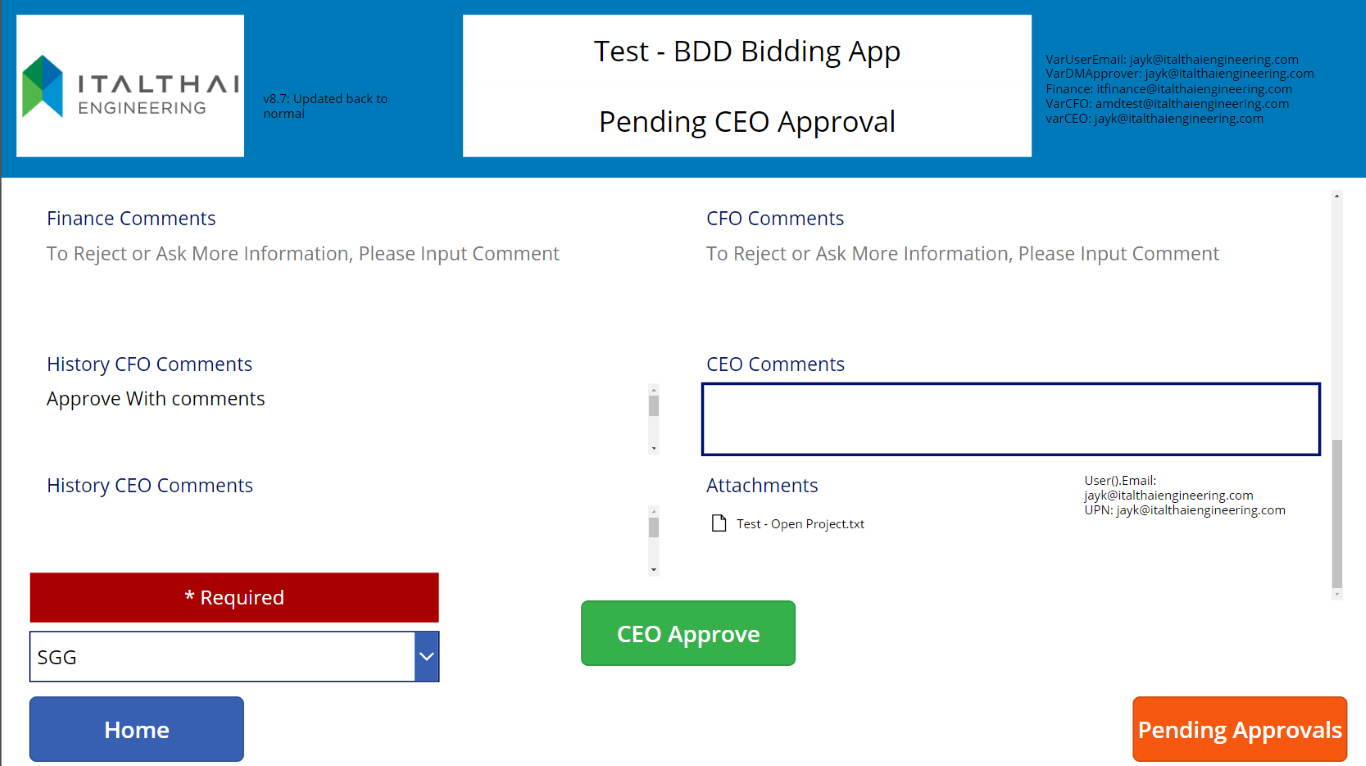 ITALTHAI
ENGINEERING
v8.7: Updated back to
normal
Test - BDD Bidding App
Pending CEO Approval
VarUserEmail: jayk@italthaiengineering.com
VarDMApprover: jayk@italthaiengineering.com
Finance: itfinance@italthaiengineering.com
VarCFO: amdtest@italthaiengineering.com
varCEO: jayk@italthaiengineering.com
Finance Comments
To Reject or Ask More Information, Please Input Comment
CFO Comments
To Reject or Ask More Information, Please Input Comment
History CFO Comments
Approve With comments
CEO Comments
History CEO Comments
Attachments
Test - Open Project.txt
User().Email:
jayk@italthaiengineering.com
UPN: jayk@italthaiengineering.com
* Required
SGG
CEO Approve
Home
Pending Approvals